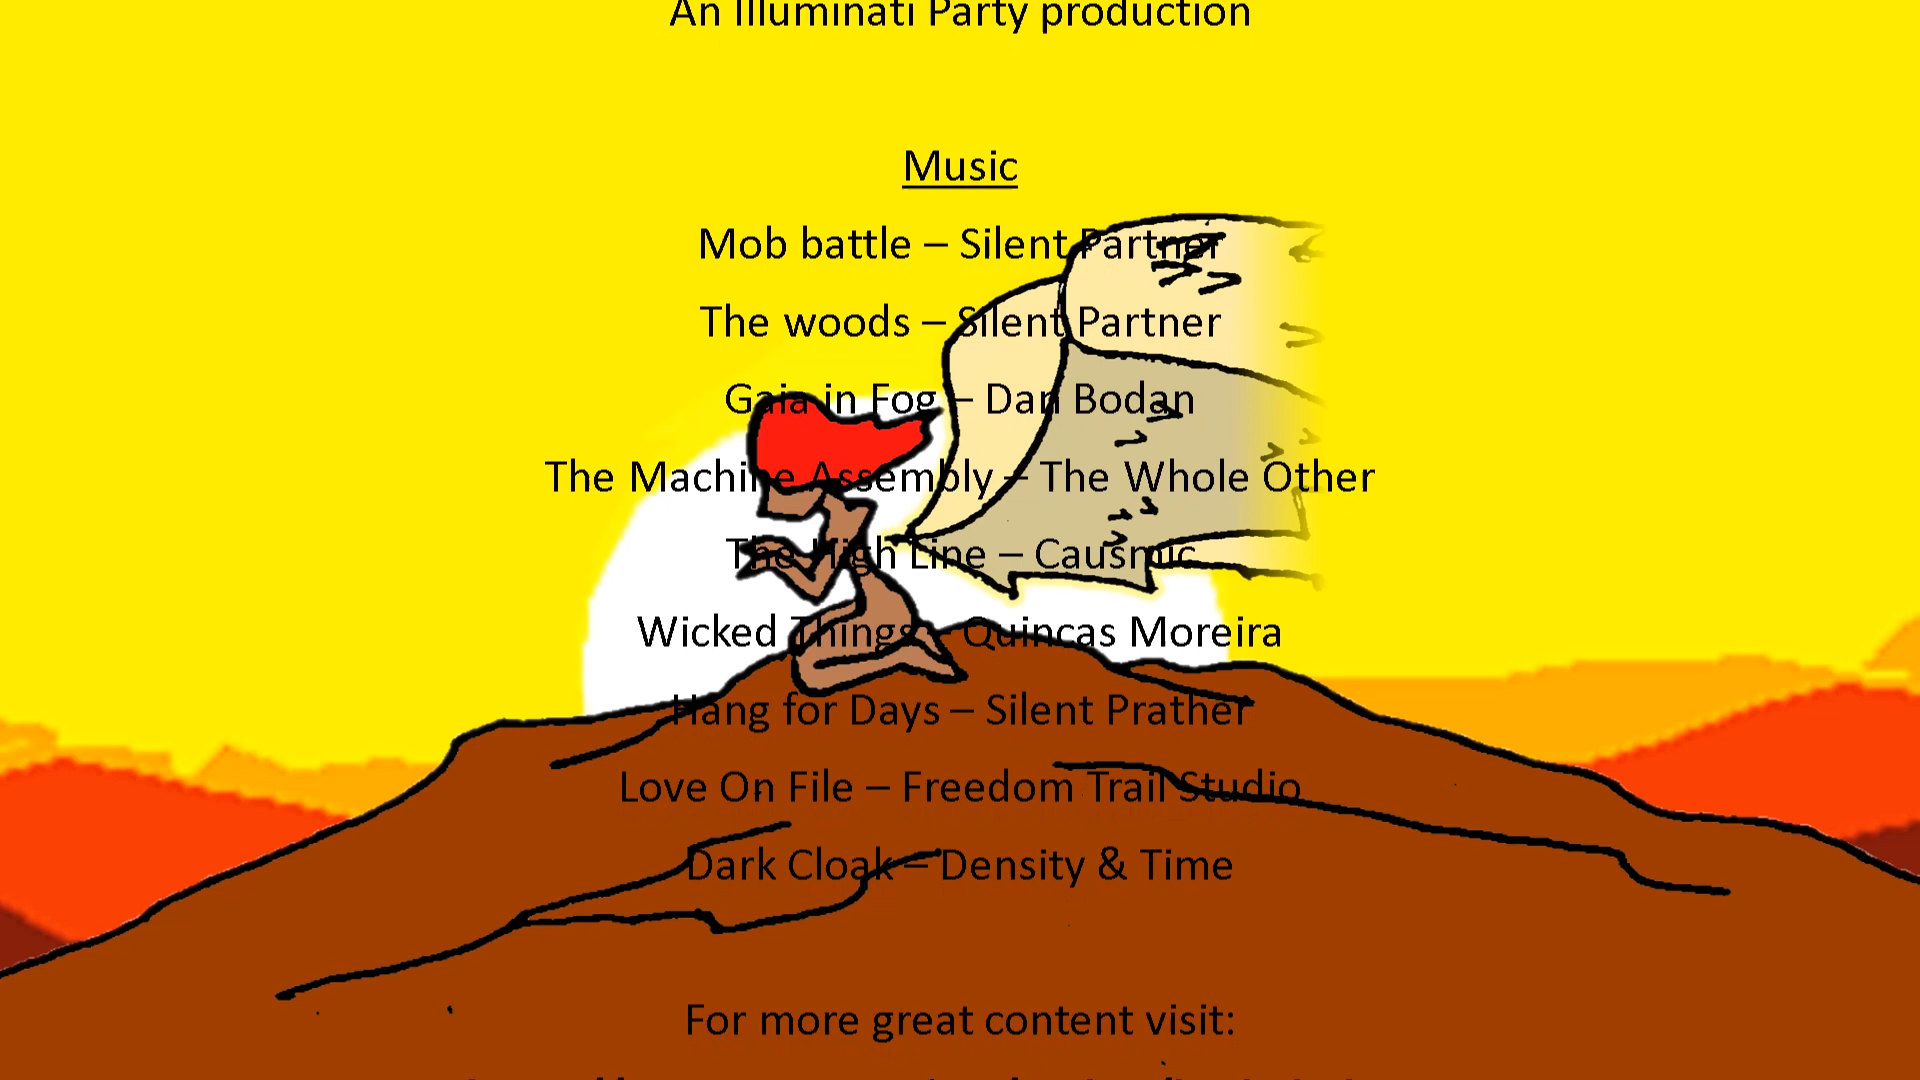 An Illuminati Party production
Music
Mob battle – Silent Partner
The woods – Silent Partner
Gaia in Fog – Dan Bodan
The Machine Assembly – The Whole Other
The High Line – Causmic
Wicked Things – Quincas Moreira
Hang for Days – Silent Prather
Love On File – Freedom Trail Studio
Dark Cloak – Density & Time
For more great content visit: